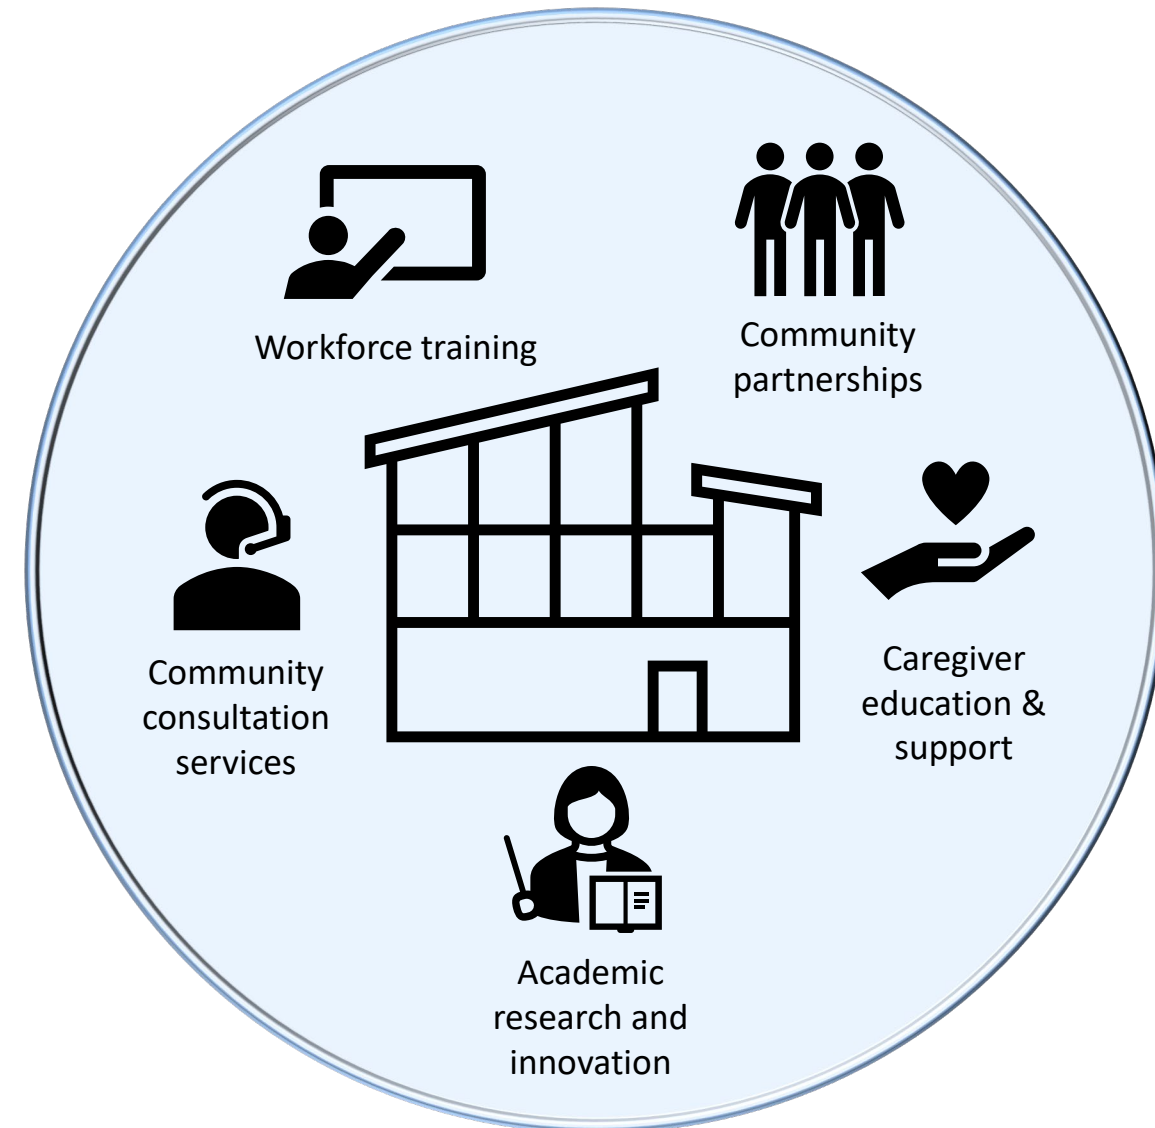 Workforce training
Community
partnerships
Community
consultation
services
Caregiver
education &
support
Academic
research and
innovation